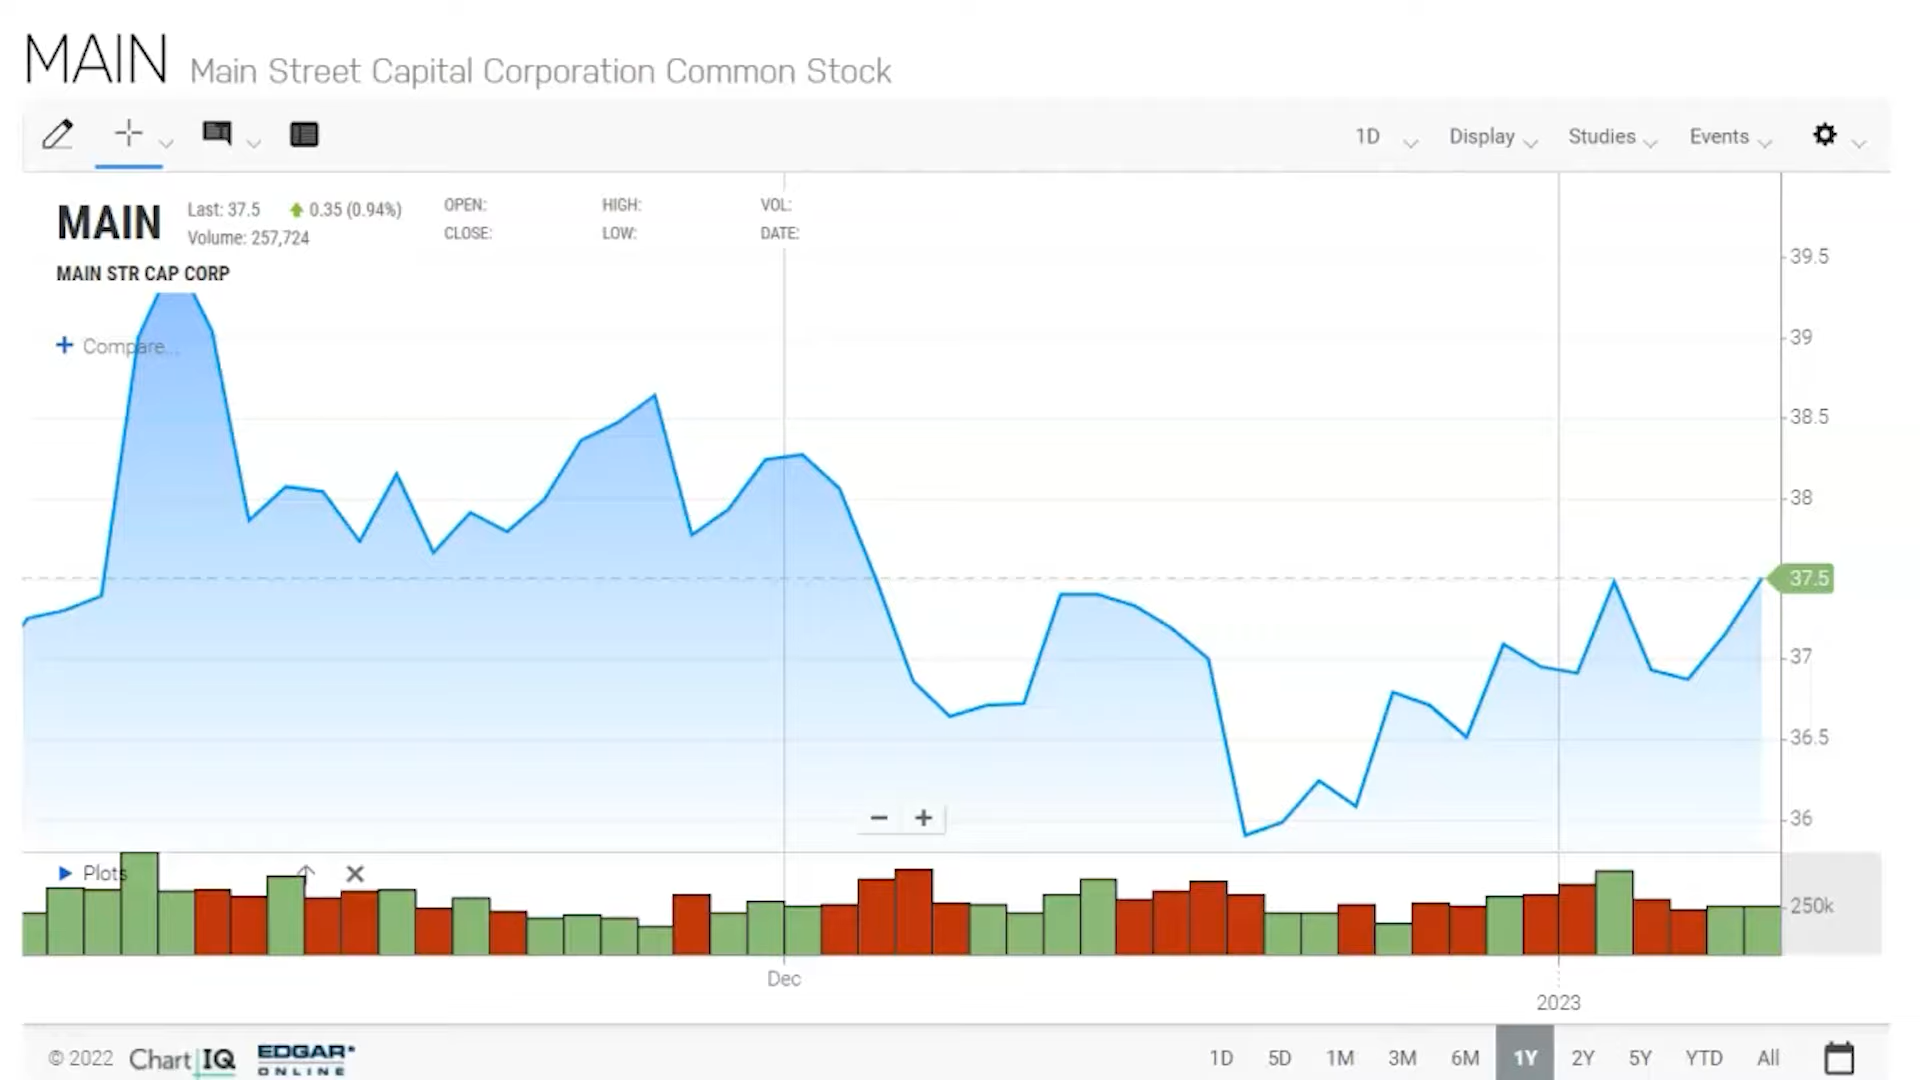 MAIN Main Street Capital Corporation Common Stock
1D Display Studies Events
MAIN Last: 37.5 0.35 (0.94%) OPEN: HIGH: VOL:
Volume: 257,724 CLOSE: LOW: DATE:
MAIN STR CAP CORP
39.5
+ Compare...
39
38.5
38
37.5
37
36.5
− +
36
Plots
250k
Dec
2023
© 2022 Chart IQ EDGAR ONLINE 1D 5D 1M 3M 6M 1Y 2Y 5Y YTD All